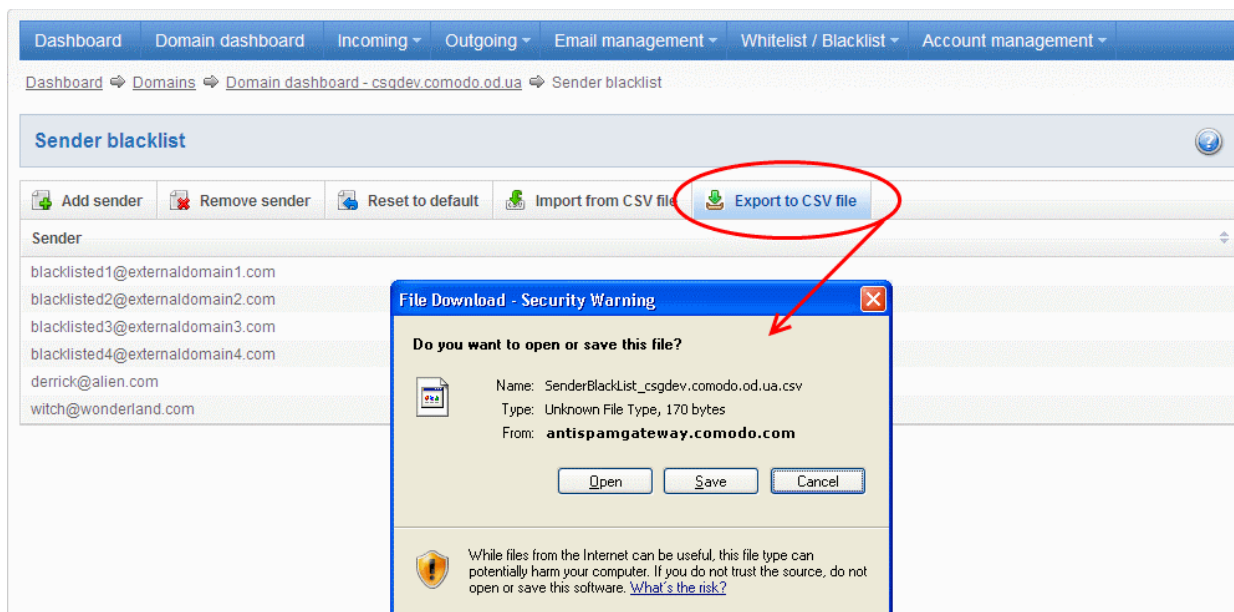 Dashboard Domain dashboard Incoming Outgoing Email management Whitelist / Blacklist Account management
Dashboard Domains Domain dashboard - csgdev.comodo.od.ua Sender blacklist
Sender blacklist
Add sender Remove sender Reset to default Import from CSV file Export to CSV file
Sender
blacklisted1@externaldomain1.com
blacklisted2@externaldomain2.com
blacklisted3@externaldomain3.com
blacklisted4@externaldomain4.com
derrick@alien.com
witch@wonderland.com
File Download - Security Warning
Do you want to open or save this file?
Name: SenderBlackList_csgdev.comodo.od.ua.csv
Type: Unknown File Type, 170 bytes
From: antispamgateway.comodo.com
Open Save Cancel
While files from the Internet can be useful, this file type can
potentially harm your computer. If you do not trust the source, do not
open or save this software. What's the risk?